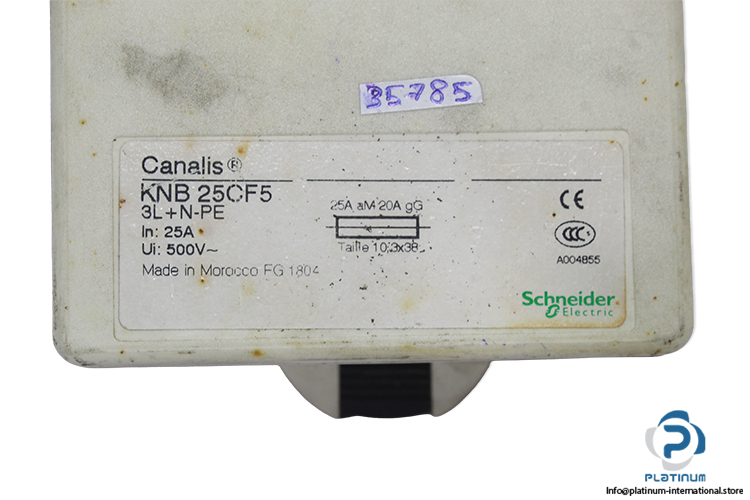 35785
Canalis®
KNB 25CF5
3L+N-PE
In: 25A
Ui: 500V~
Made in Morocco FG 1804
25A aM 20A gG
Taille 10,3x38
CE
CCC
A004855
Schneider
Electric
PLATINUM
Info@platinum-international.store